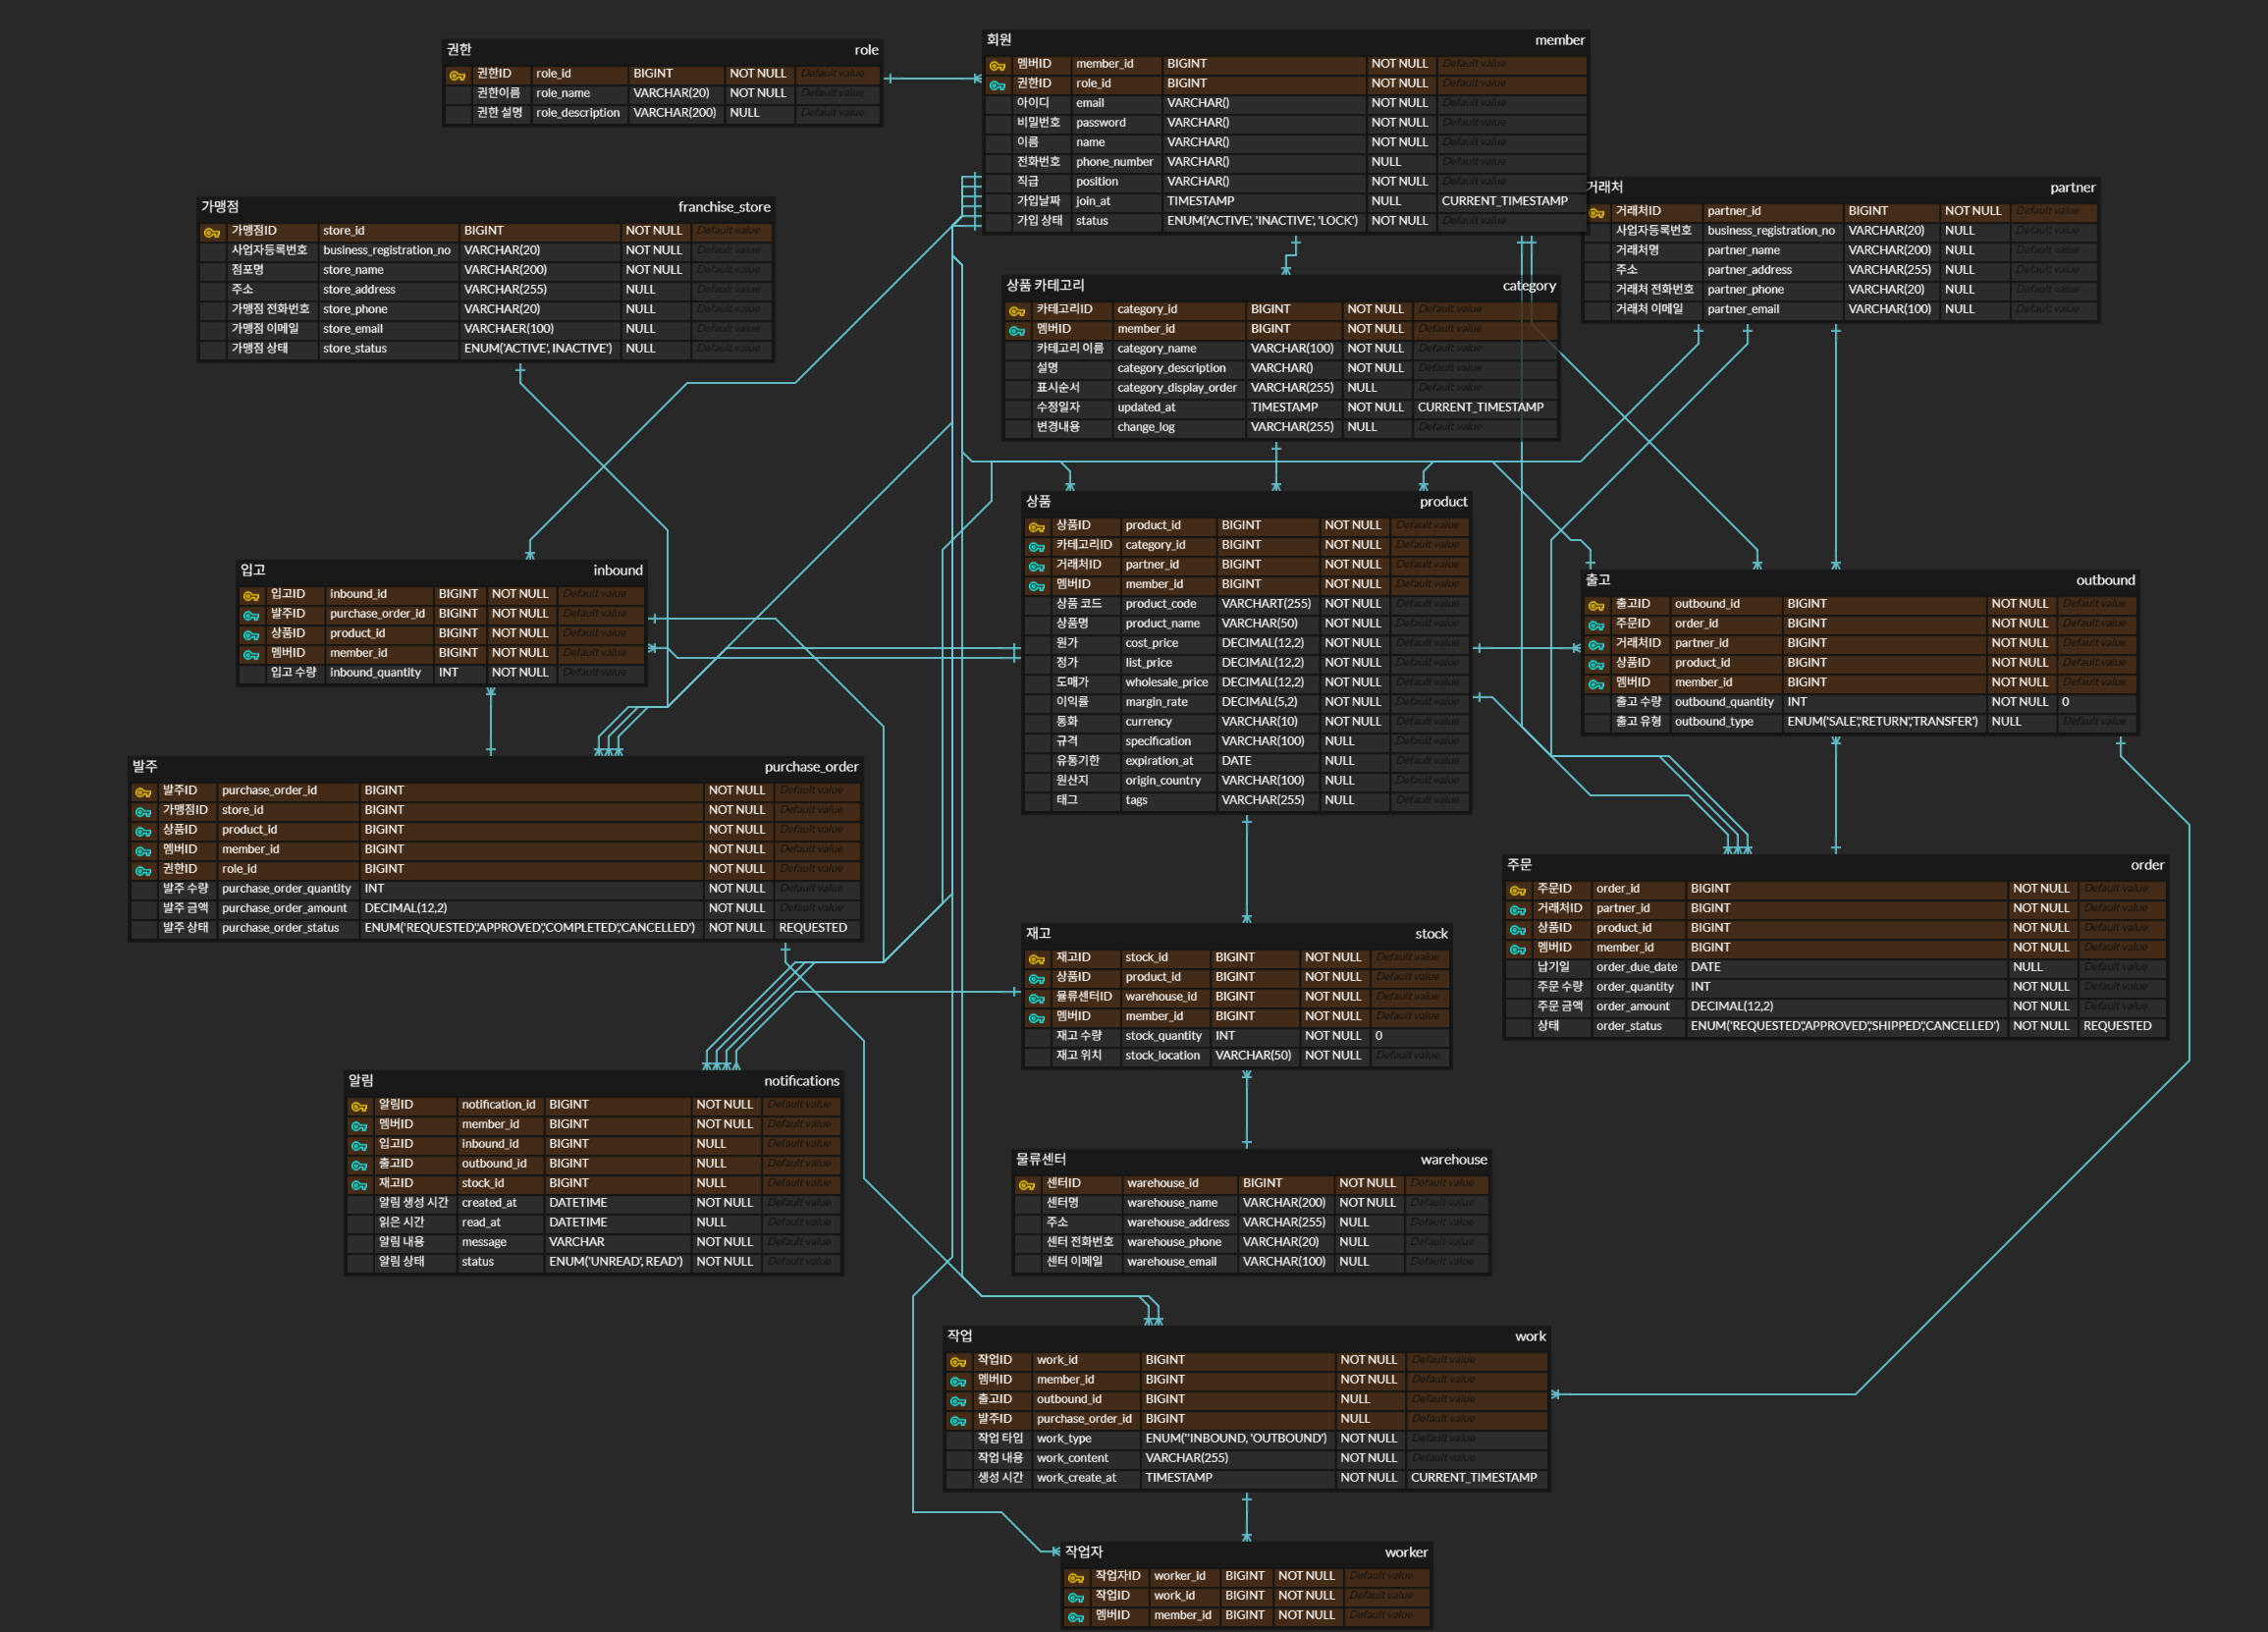 권한 role
권한ID role_id BIGINT NOT NULL Default value
권한이름 role_name VARCHAR(20) NOT NULL Default value
권한 설명 role_description VARCHAR(200) NULL Default value
회원 member
멤버ID member_id BIGINT NOT NULL Default value
권한ID role_id BIGINT NOT NULL Default value
아이디 email VARCHAR() NOT NULL Default value
비밀번호 password VARCHAR() NOT NULL Default value
이름 name VARCHAR() NOT NULL Default value
전화번호 phone_number VARCHAR() NULL Default value
직급 position VARCHAR() NOT NULL Default value
가입날짜 join_at TIMESTAMP NULL CURRENT_TIMESTAMP
가입 상태 status ENUM('ACTIVE', 'INACTIVE', 'LOCK') NOT NULL Default value
거래처 partner
거래처ID partner_id BIGINT NOT NULL Default value
사업자등록번호 business_registration_no VARCHAR(20) NULL Default value
거래처명 partner_name VARCHAR(200) NULL Default value
주소 partner_address VARCHAR(255) NULL Default value
거래처 전화번호 partner_phone VARCHAR(20) NULL Default value
거래처 이메일 partner_email VARCHAR(100) NULL Default value
가맹점 franchise_store
가맹점ID store_id BIGINT NOT NULL Default value
사업자등록번호 business_registration_no VARCHAR(20) NOT NULL Default value
점포명 store_name VARCHAR(200) NOT NULL Default value
주소 store_address VARCHAR(255) NULL Default value
가맹점 전화번호 store_phone VARCHAR(20) NULL Default value
가맹점 이메일 store_email VARCHAER(100) NULL Default value
가맹점 상태 store_status ENUM('ACTIVE', INACTIVE') NULL Default value
상품 카테고리 category
카테고리ID category_id BIGINT NOT NULL Default value
멤버ID member_id BIGINT NOT NULL Default value
카테고리 이름 category_name VARCHAR(100) NOT NULL Default value
설명 category_description VARCHAR() NOT NULL Default value
표시순서 category_display_order VARCHAR(255) NULL Default value
수정일자 updated_at TIMESTAMP NOT NULL CURRENT_TIMESTAMP
변경내용 change_log VARCHAR(255) NULL Default value
상품 product
상품ID product_id BIGINT NOT NULL Default value
카테고리ID category_id BIGINT NOT NULL Default value
거래처ID partner_id BIGINT NOT NULL Default value
멤버ID member_id BIGINT NOT NULL Default value
상품 코드 product_code VARCHART(255) NOT NULL Default value
상품명 product_name VARCHAR(50) NOT NULL Default value
원가 cost_price DECIMAL(12,2) NOT NULL Default value
정가 list_price DECIMAL(12,2) NOT NULL Default value
도매가 wholesale_price DECIMAL(12,2) NOT NULL Default value
이익률 margin_rate DECIMAL(5,2) NOT NULL Default value
통화 currency VARCHAR(10) NOT NULL Default value
규격 specification VARCHAR(100) NULL Default value
유통기한 expiration_at DATE NULL Default value
원산지 origin_country VARCHAR(100) NULL Default value
태그 tags VARCHAR(255) NULL Default value
입고 inbound
입고ID inbound_id BIGINT NOT NULL Default value
발주ID purchase_order_id BIGINT NOT NULL Default value
상품ID product_id BIGINT NOT NULL Default value
멤버ID member_id BIGINT NOT NULL Default value
입고 수량 inbound_quantity INT NOT NULL Default value
출고 outbound
출고ID outbound_id BIGINT NOT NULL Default value
주문ID order_id BIGINT NOT NULL Default value
거래처ID partner_id BIGINT NOT NULL Default value
상품ID product_id BIGINT NOT NULL Default value
멤버ID member_id BIGINT NOT NULL Default value
출고 수량 outbound_quantity INT NOT NULL 0
출고 유형 outbound_type ENUM('SALE','RETURN','TRANSFER') NULL Default value
발주 purchase_order
발주ID purchase_order_id BIGINT NOT NULL Default value
가맹점ID store_id BIGINT NOT NULL Default value
상품ID product_id BIGINT NOT NULL Default value
멤버ID member_id BIGINT NOT NULL Default value
권한ID role_id BIGINT NOT NULL Default value
발주 수량 purchase_order_quantity INT NOT NULL Default value
발주 금액 purchase_order_amount DECIMAL(12,2) NOT NULL Default value
발주 상태 purchase_order_status ENUM('REQUESTED','APPROVED','COMPLETED','CANCELLED') NOT NULL REQUESTED
주문 order
주문ID order_id BIGINT NOT NULL Default value
거래처ID partner_id BIGINT NOT NULL Default value
상품ID product_id BIGINT NOT NULL Default value
멤버ID member_id BIGINT NOT NULL Default value
납기일 order_due_date DATE NULL Default value
주문 수량 order_quantity INT NOT NULL Default value
주문 금액 order_amount DECIMAL(12,2) NOT NULL Default value
상태 order_status ENUM('REQUESTED','APPROVED','SHIPPED','CANCELLED') NOT NULL REQUESTED
재고 stock
재고ID stock_id BIGINT NOT NULL Default value
상품ID product_id BIGINT NOT NULL Default value
뮬류센터ID warehouse_id BIGINT NOT NULL Default value
멤버ID member_id BIGINT NOT NULL Default value
재고 수량 stock_quantity INT NOT NULL 0
재고 위치 stock_location VARCHAR(50) NOT NULL Default value
알림 notifications
알림ID notification_id BIGINT NOT NULL Default value
멤버ID member_id BIGINT NOT NULL Default value
입고ID inbound_id BIGINT NULL Default value
출고ID outbound_id BIGINT NULL Default value
재고ID stock_id BIGINT NULL Default value
알림 생성 시간 created_at DATETIME NOT NULL Default value
읽은 시간 read_at DATETIME NULL Default value
알림 내용 message VARCHAR NOT NULL Default value
알림 상태 status ENUM('UNREAD', READ') NOT NULL Default value
물류센터 warehouse
센터ID warehouse_id BIGINT NOT NULL Default value
센터명 warehouse_name VARCHAR(200) NOT NULL Default value
주소 warehouse_address VARCHAR(255) NULL Default value
센터 전화번호 warehouse_phone VARCHAR(20) NULL Default value
센터 이메일 warehouse_email VARCHAR(100) NULL Default value
작업 work
작업ID work_id BIGINT NOT NULL Default value
멤버ID member_id BIGINT NOT NULL Default value
출고ID outbound_id BIGINT NULL Default value
발주ID purchase_order_id BIGINT NULL Default value
작업 타입 work_type ENUM(''INBOUND, 'OUTBOUND') NOT NULL Default value
작업 내용 work_content VARCHAR(255) NOT NULL Default value
생성 시간 work_create_at TIMESTAMP NOT NULL CURRENT_TIMESTAMP
작업자 worker
작업자ID worker_id BIGINT NOT NULL Default value
작업ID work_id BIGINT NOT NULL Default value
멤버ID member_id BIGINT NOT NULL Default value